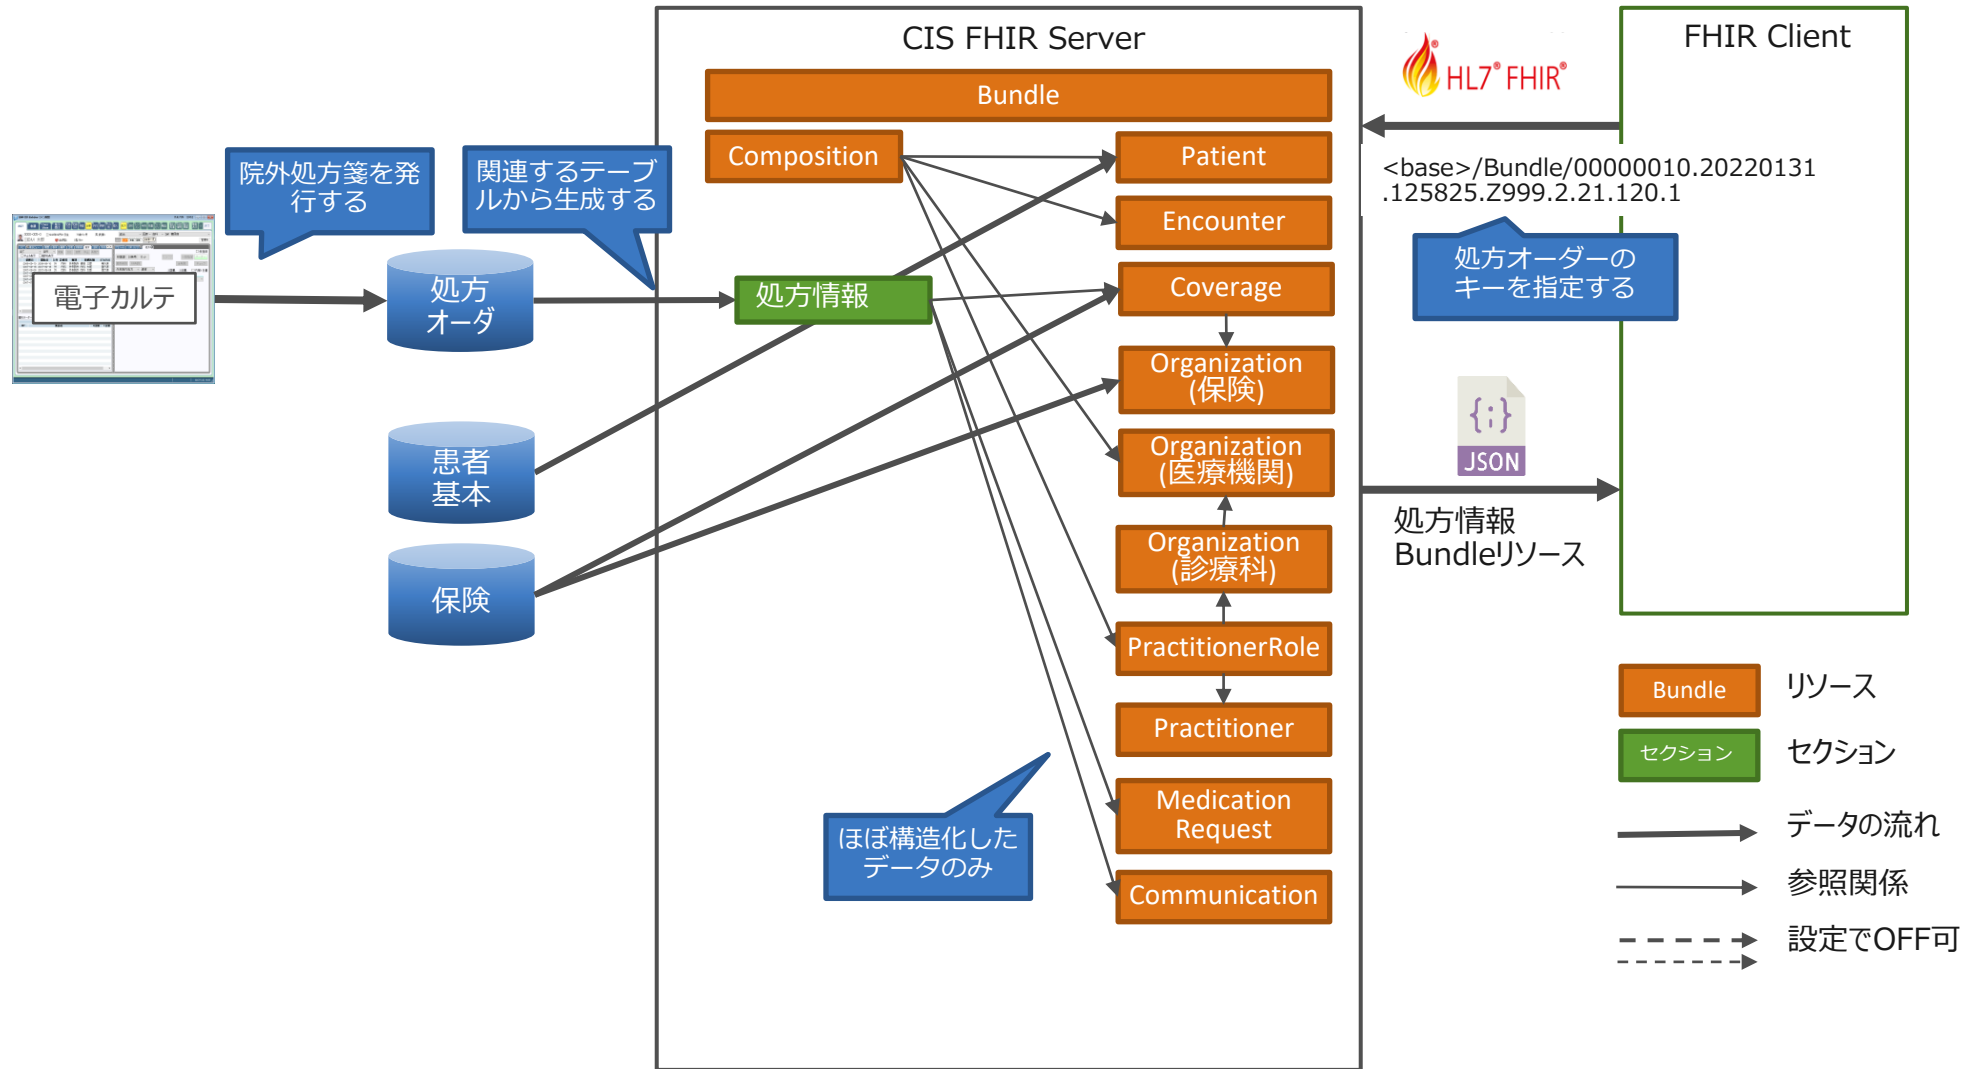 CIS FHIR Server
FHIR Client
HL7® FHIR®
Bundle
Composition
Patient
<base>/Bundle/00000010.20220131
.125825.Z999.2.21.120.1
院外処方箋を発
行する
関連するテーブ
ルから生成する
Encounter
処方オーダーの
キーを指定する
電子カルテ
処方
オーダ
処方情報
Coverage
Organization
(保険)
患者
基本
Organization
(医療機関)
JSON
処方情報
Bundleリソース
Organization
(診療科)
保険
PractitionerRole
Practitioner
Medication
Request
ほぼ構造化した
データのみ
Communication
Bundle
リソース
セクション
セクション
データの流れ
参照関係
設定でOFF可